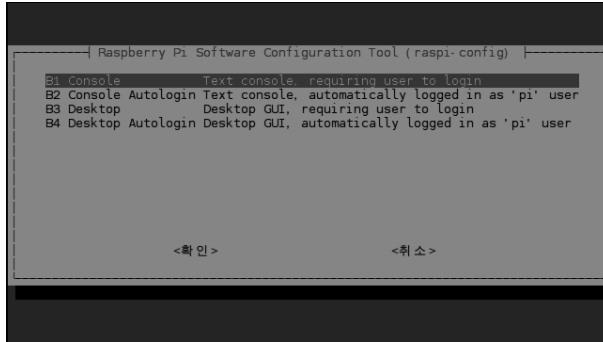 Raspberry Pi Software Configuration Tool (raspi-config)
B1 Console Text console, requiring user to login
B2 Console Autologin Text console, automatically logged in as 'pi' user
B3 Desktop Desktop GUI, requiring user to login
B4 Desktop Autologin Desktop GUI, automatically logged in as 'pi' user
<확인> <취소>